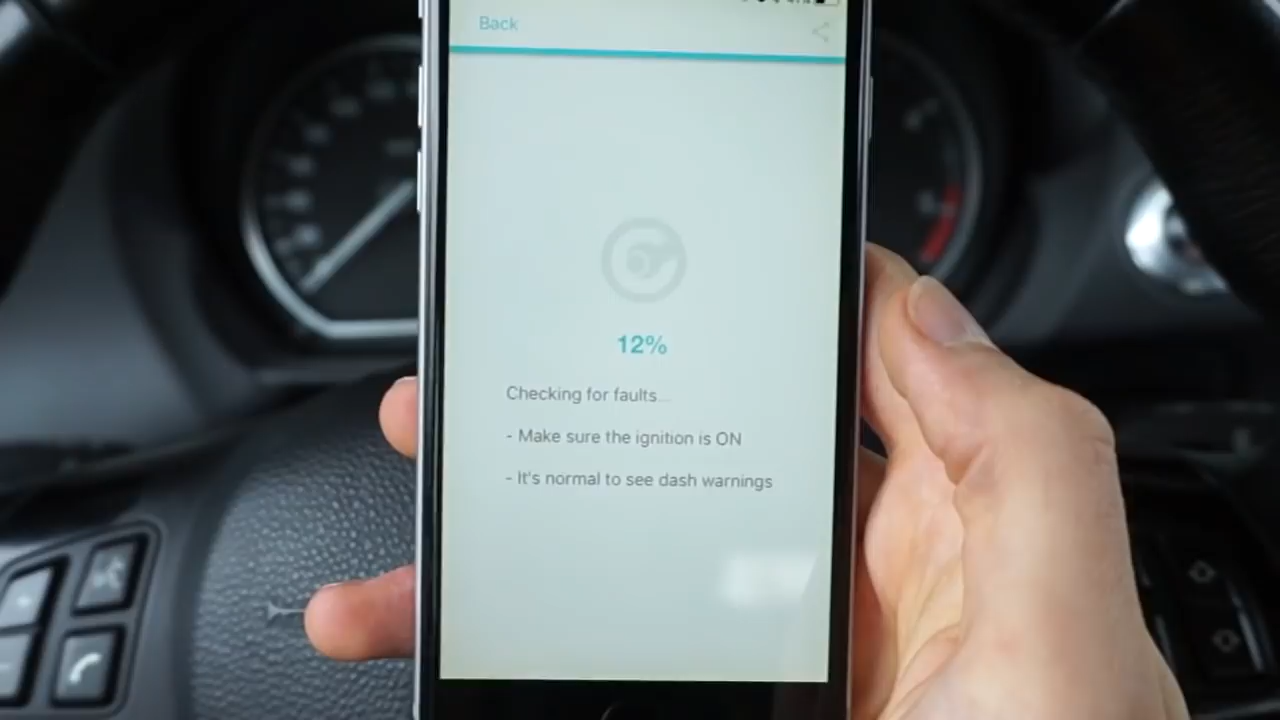 Back
12%
Checking for faults...
- Make sure the ignition is ON
- It's normal to see dash warnings